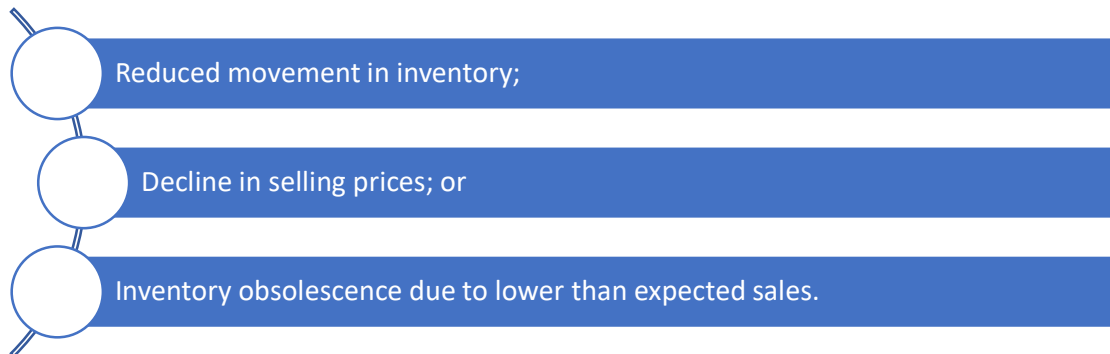 Reduced movement in inventory;
Decline in selling prices; or
Inventory obsolescence due to lower than expected sales.